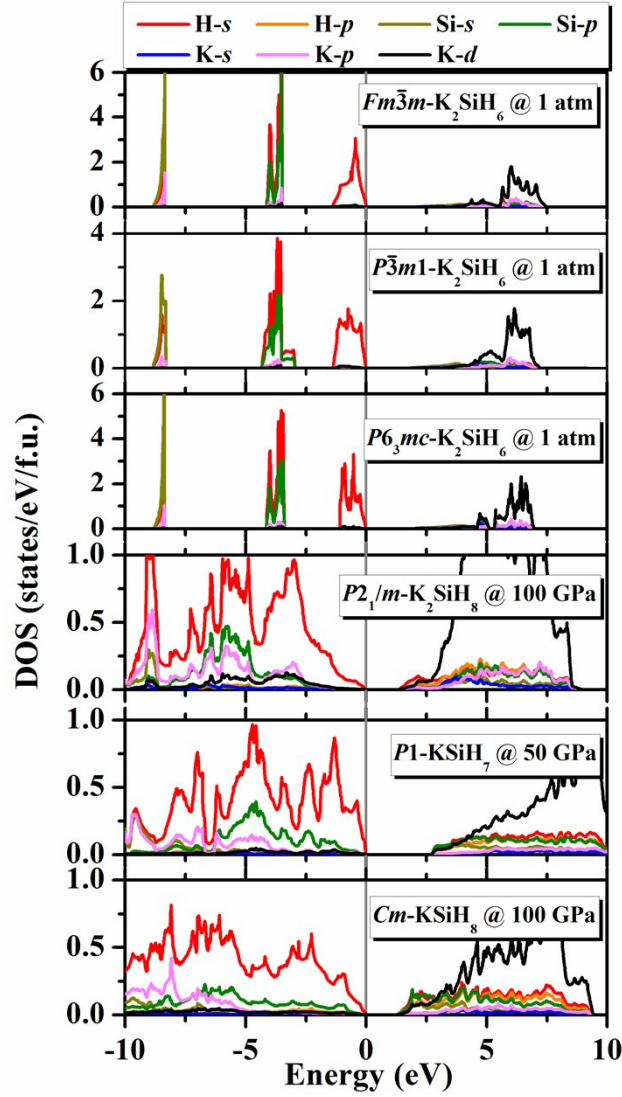 H-s H-p Si-s Si-p
K-s K-p K-d
DOS (states/eV/f.u.)
6
4
2
0
Fm3̅m-K₂SiH₆ @ 1 atm
4
2
0
P3̅m1-K₂SiH₆ @ 1 atm
6
4
2
0
P6₃mc-K₂SiH₆ @ 1 atm
1.0
0.5
0.0
P2₁/m-K₂SiH₈ @ 100 GPa
1.0
0.5
0.0
P1-KSiH₇ @ 50 GPa
1.0
0.5
0.0
Cm-KSiH₈ @ 100 GPa
-10 -5 0 5 10
Energy (eV)